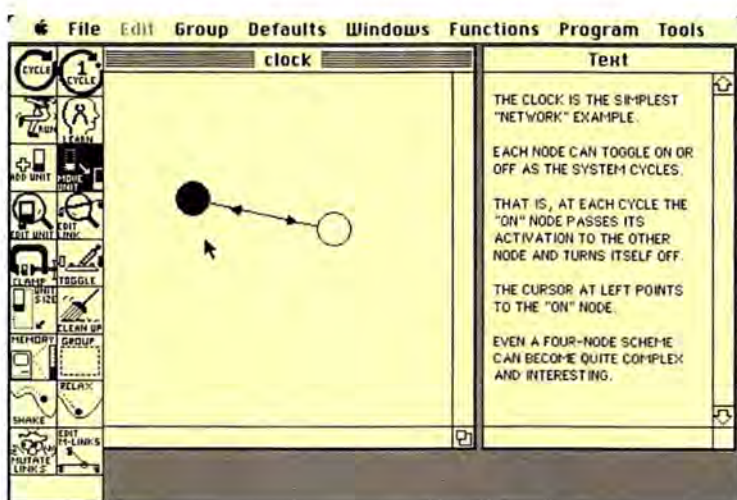 File Edit Group Defaults Windows Functions Program Tools
clock
Text
CYCLE
1 CYCLE
RUN
LEARN
ADD UNIT
MOVE UNIT
EDIT UNIT
EDIT LINK
CLAMP
TOGGLE
UNIT SIZE
CLEAN UP
MEMORY
GROUP
SHAKE
RELAX
MUTATE LINKS
EDIT M-LINKS
THE CLOCK IS THE SIMPLEST
"NETWORK" EXAMPLE.
EACH NODE CAN TOGGLE ON OR
OFF AS THE SYSTEM CYCLES.
THAT IS, AT EACH CYCLE THE
"ON" NODE PASSES ITS
ACTIVATION TO THE OTHER
NODE AND TURNS ITSELF OFF.
THE CURSOR AT LEFT POINTS
TO THE "ON" NODE.
EVEN A FOUR-NODE SCHEME
CAN BECOME QUITE COMPLEX
AND INTERESTING.